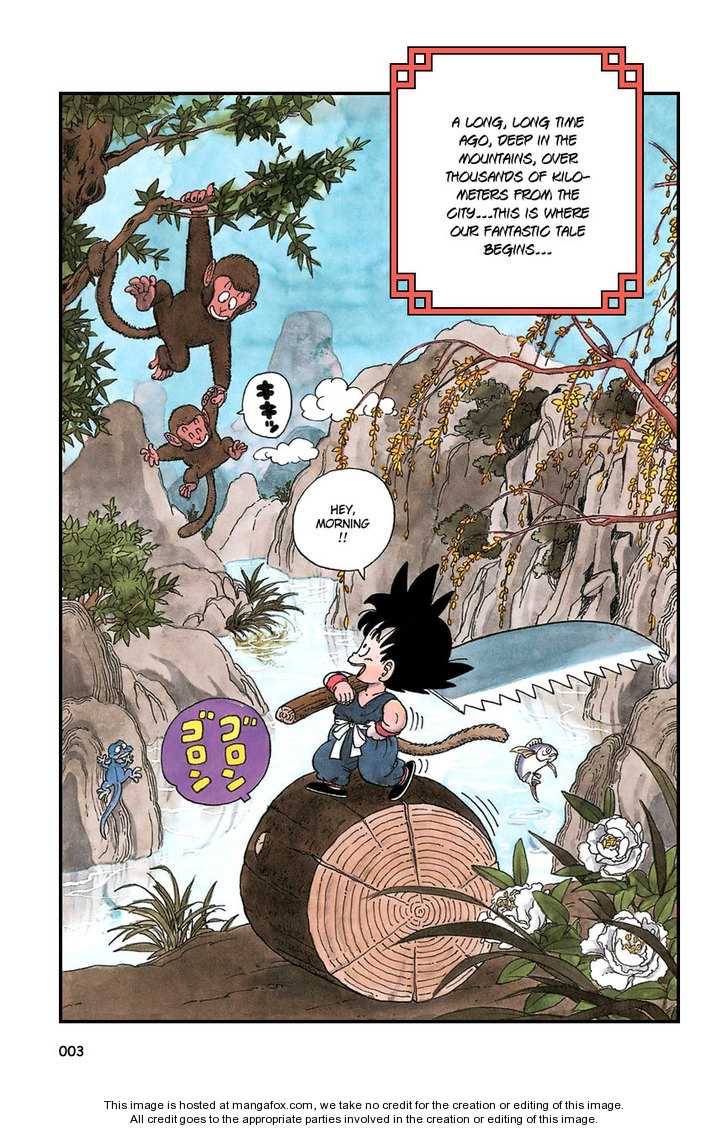 A LONG, LONG TIME
AGO, DEEP IN THE
MOUNTAINS, OVER
THOUSANDS OF KILO-
METERS FROM THE
CITY...THIS IS WHERE
OUR FANTASTIC TALE
BEGINS...
キキッ
HEY,
MORNING
!!
ゴロン
ゴロン
003
This image is hosted at mangafox.com, we take no credit for the creation or editing of this image.
All credit goes to the appropriate parties involved in the creation or editing of this image.